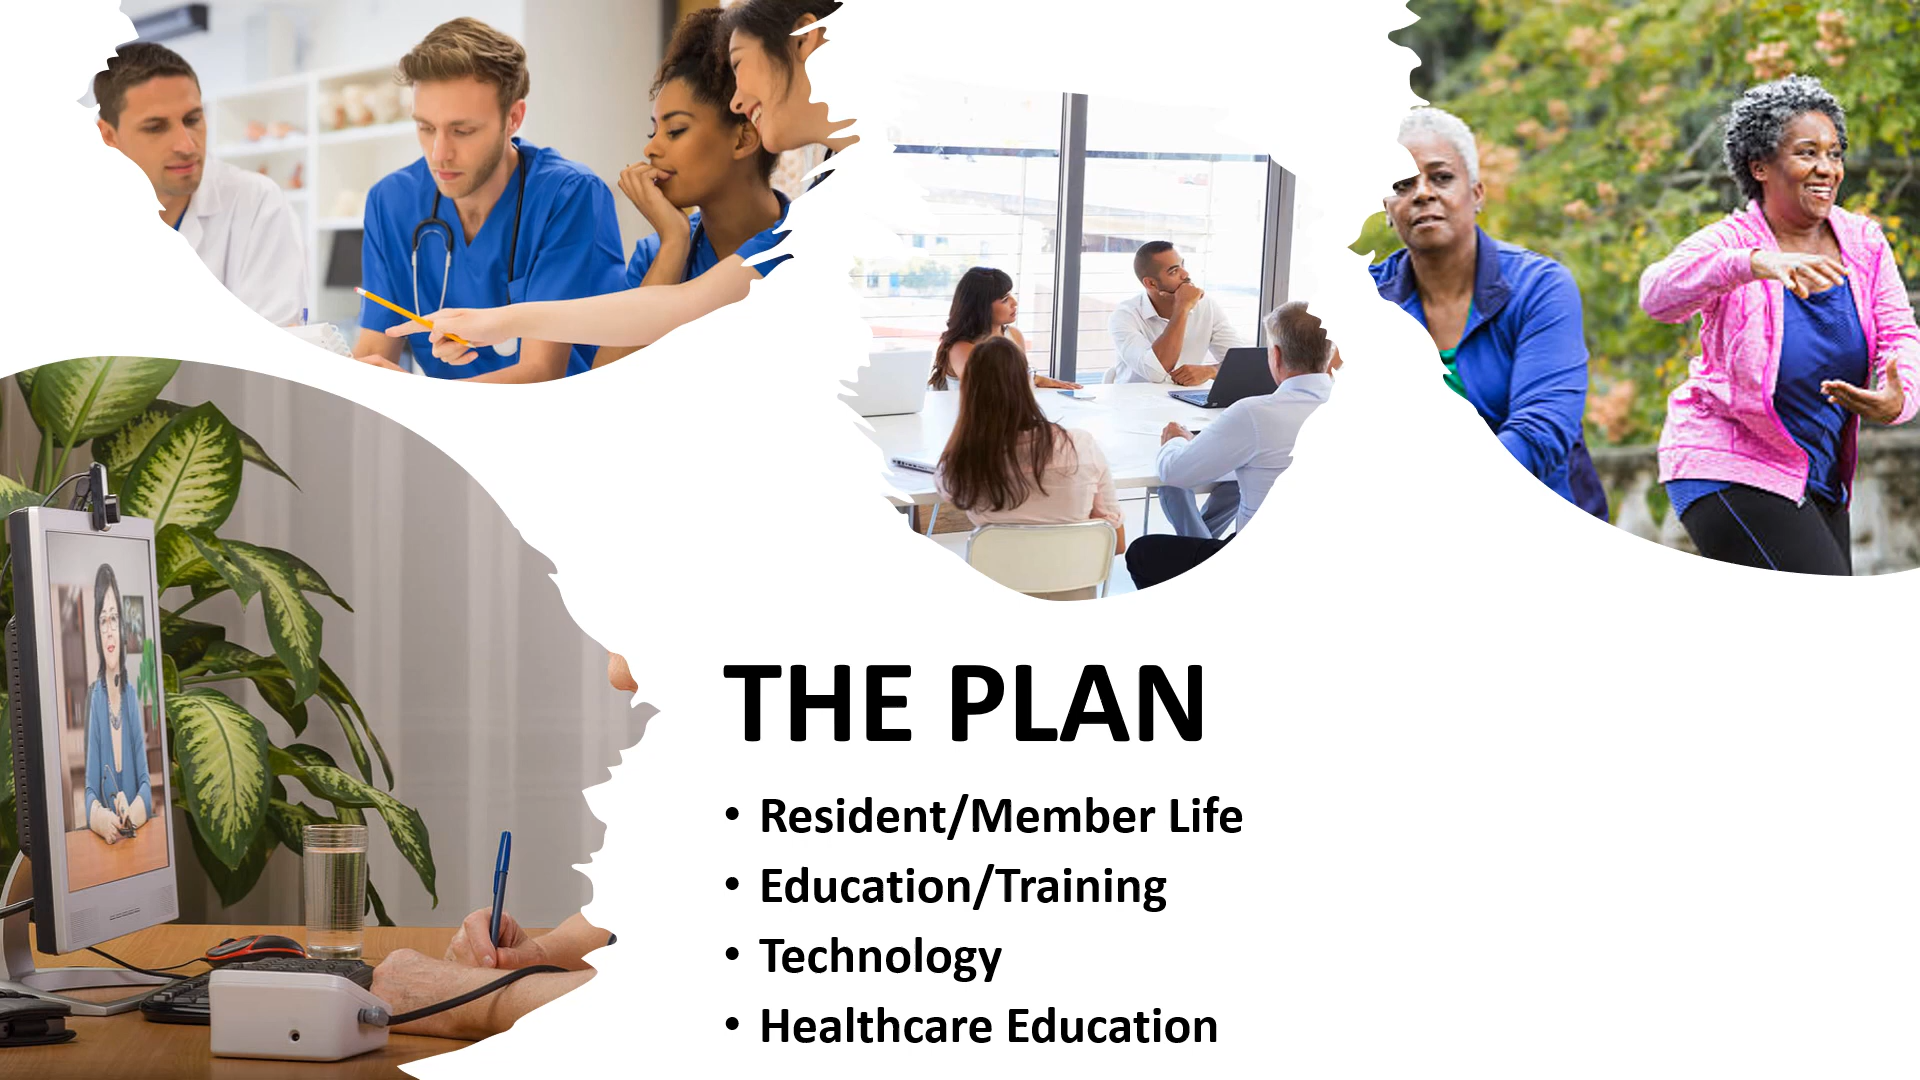 THE PLAN
• Resident/Member Life
• Education/Training
• Technology
• Healthcare Education